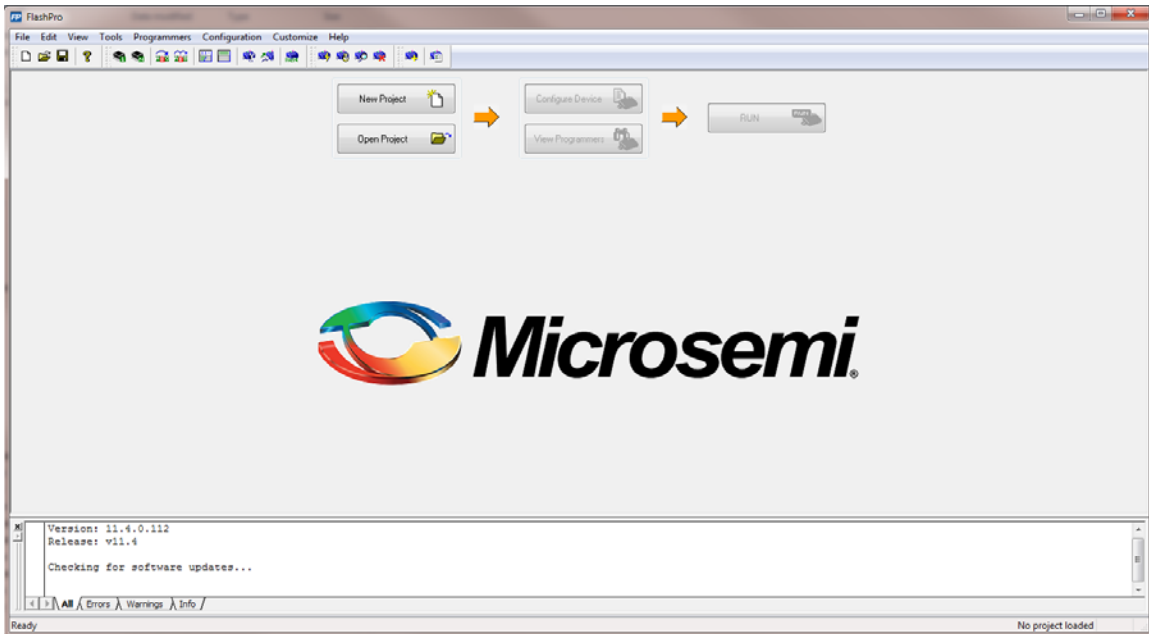 FlashPro
File Edit View Tools Programmers Configuration Customize Help
New Project
Configure Device
RUN
Open Project
View Programmers
Microsemi®
Version: 11.4.0.112
Release: v11.4
Checking for software updates...
All Errors Warnings Info
Ready No project loaded